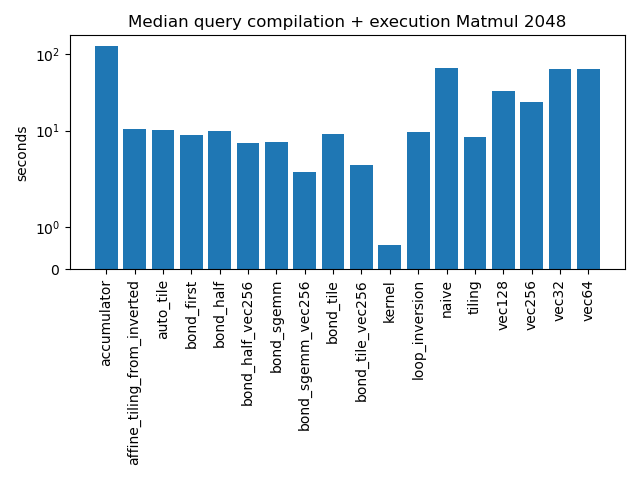 Median query compilation + execution Matmul 2048
seconds
10²
10¹
10⁰
0
accumulator
affine_tiling_from_inverted
auto_tile
bond_first
bond_half
bond_half_vec256
bond_sgemm
bond_sgemm_vec256
bond_tile
bond_tile_vec256
kernel
loop_inversion
naive
tiling
vec128
vec256
vec32
vec64